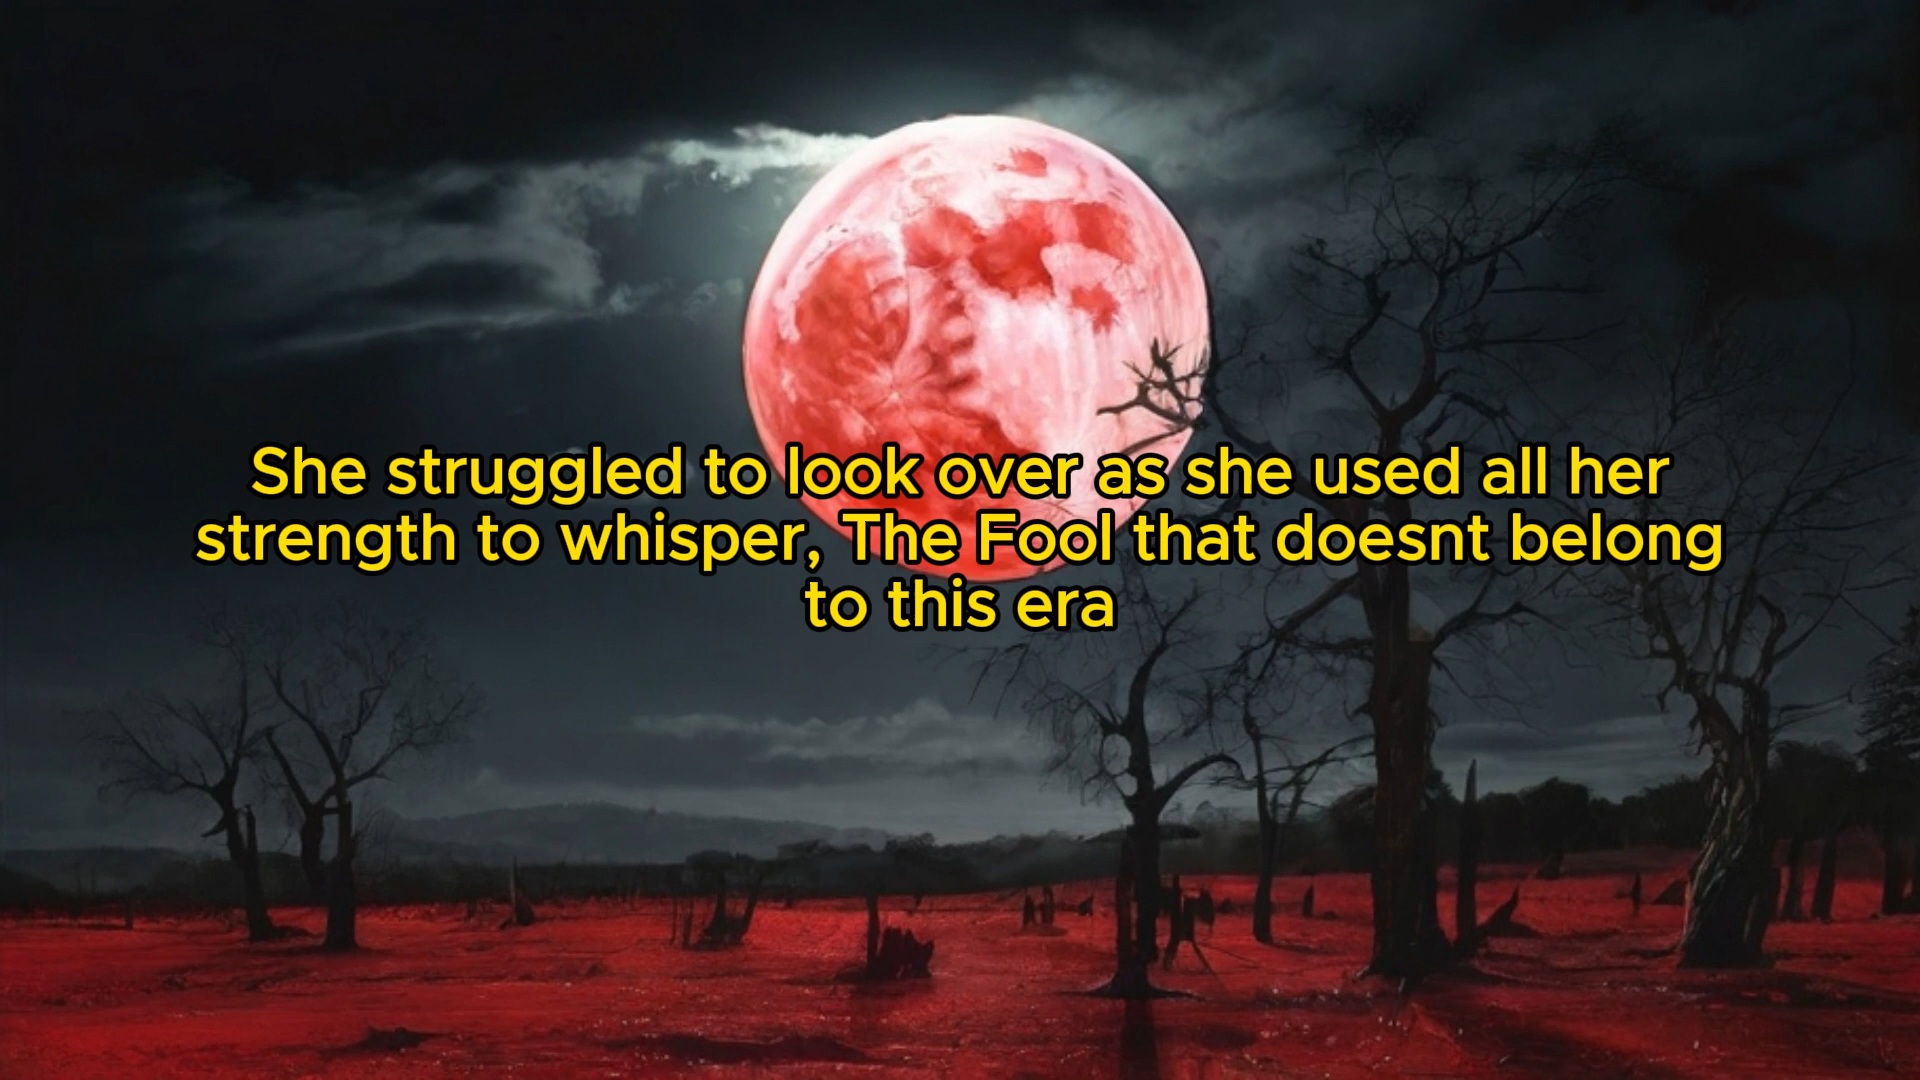 She struggled to look over as she used all her
strength to whisper, The Fool that doesnt belong
to this era